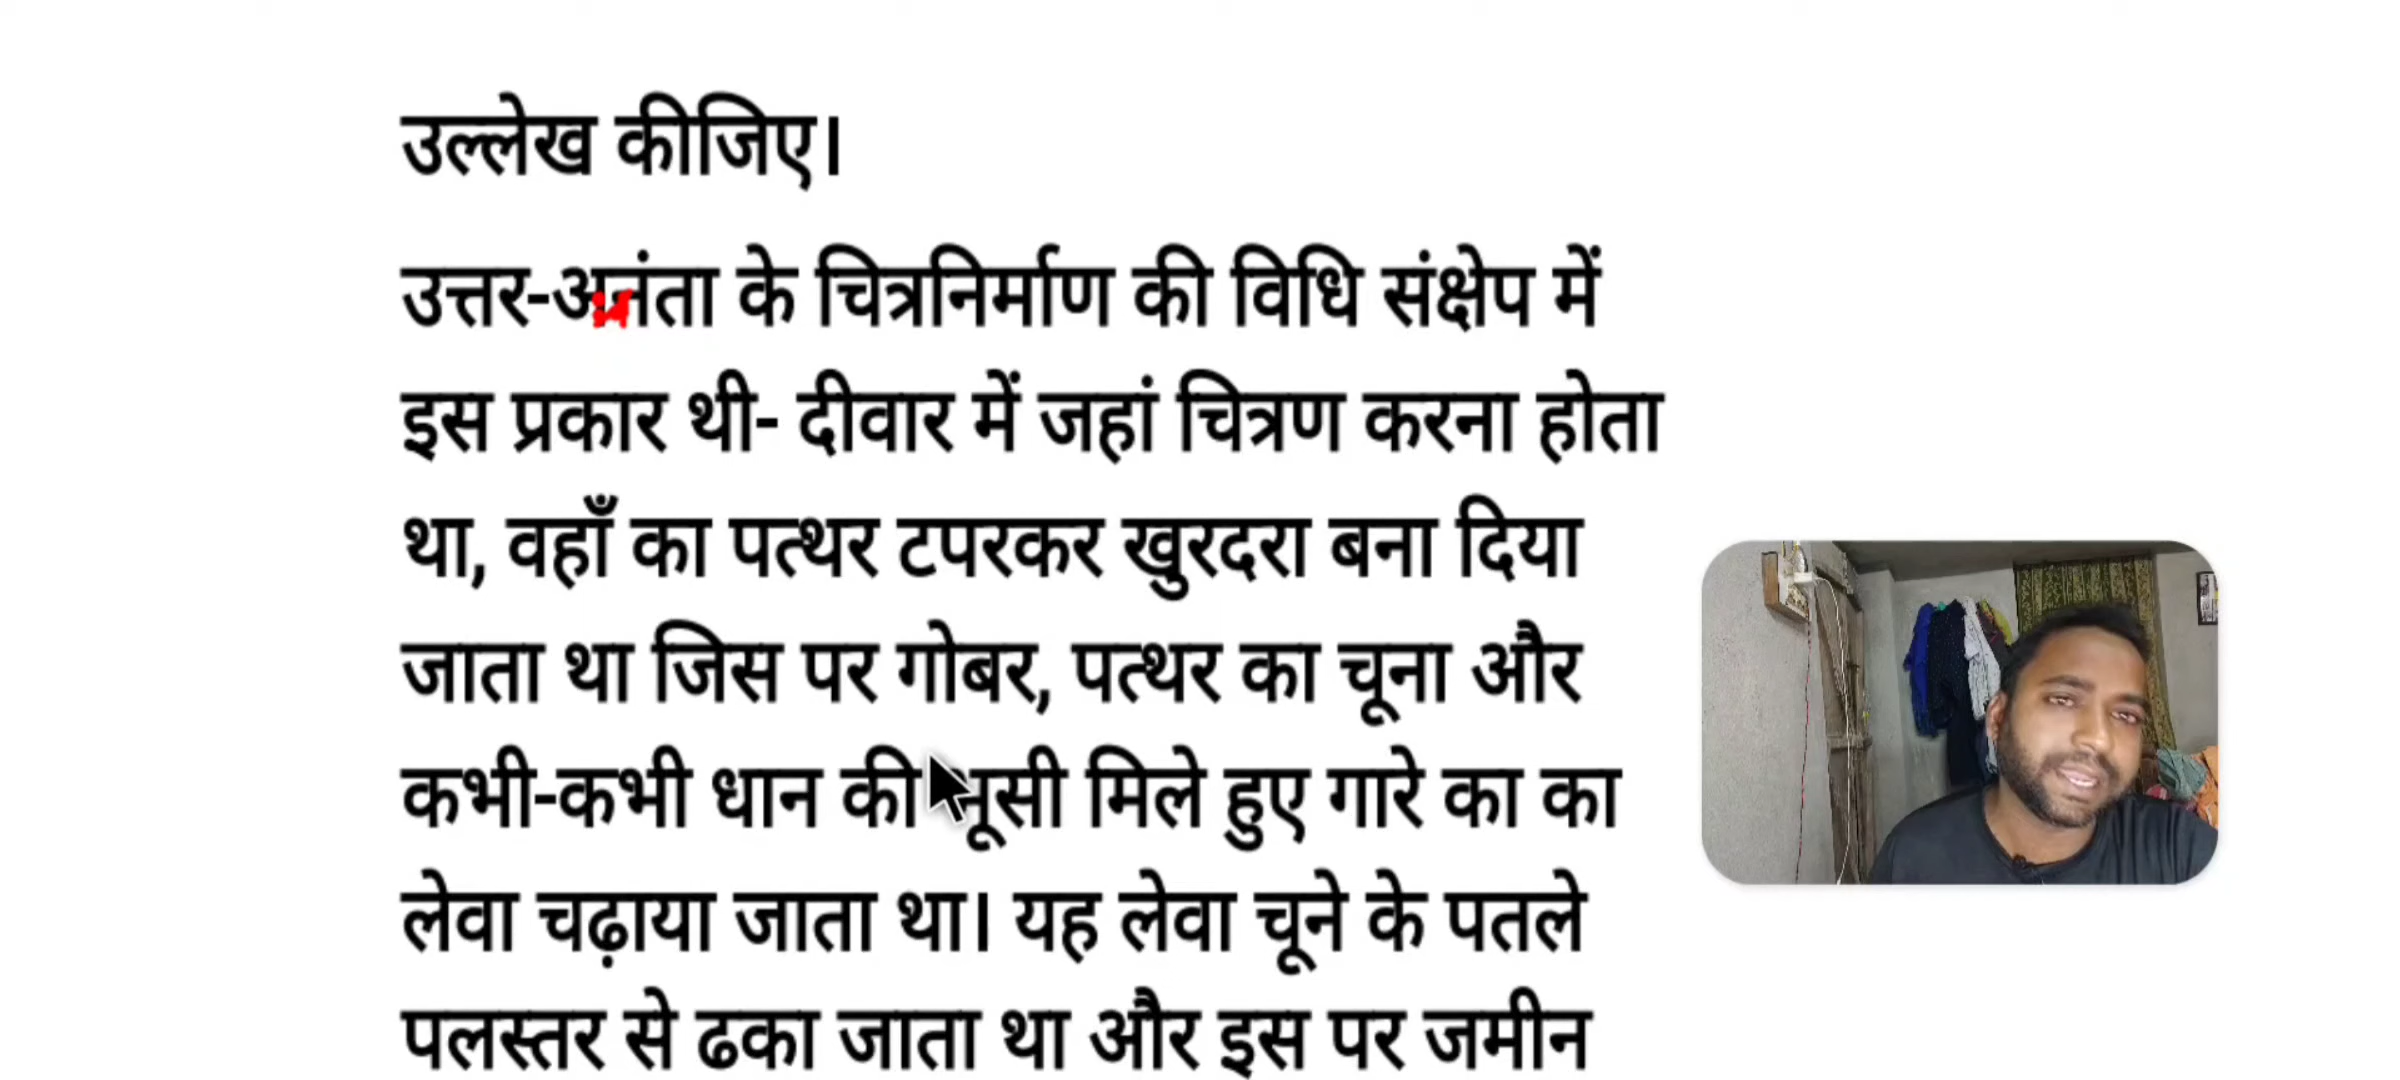 उल्लेख कीजिए।
उत्तर-अनंता के चित्रनिर्माण की विधि संक्षेप में
इस प्रकार थी- दीवार में जहां चित्रण करना होता
था, वहाँ का पत्थर टपरकर खुरदरा बना दिया
जाता था जिस पर गोबर, पत्थर का चूना और
कभी-कभी धान की भूसी मिले हुए गारे का का
लेवा चढ़ाया जाता था। यह लेवा चूने के पतले
पलस्तर से ढका जाता था और इस पर जमीन